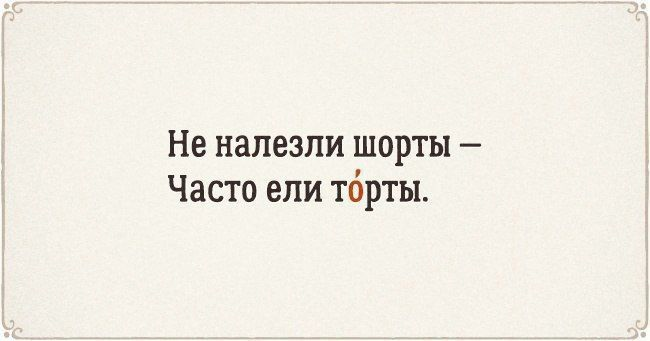 Не налезли шорты –
Часто ели то́рты.